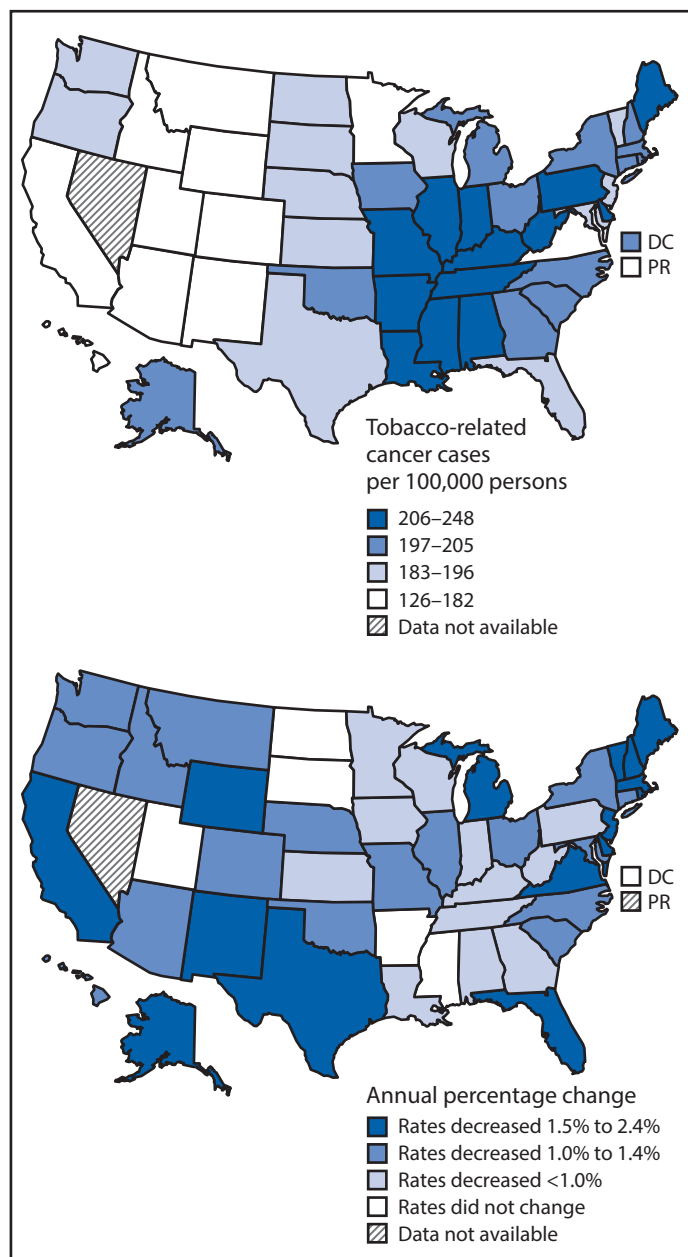 DC
PR
Tobacco-related
cancer cases
per 100,000 persons
206–248
197–205
183–196
126–182
Data not available
DC
PR
Annual percentage change
Rates decreased 1.5% to 2.4%
Rates decreased 1.0% to 1.4%
Rates decreased <1.0%
Rates did not change
Data not available